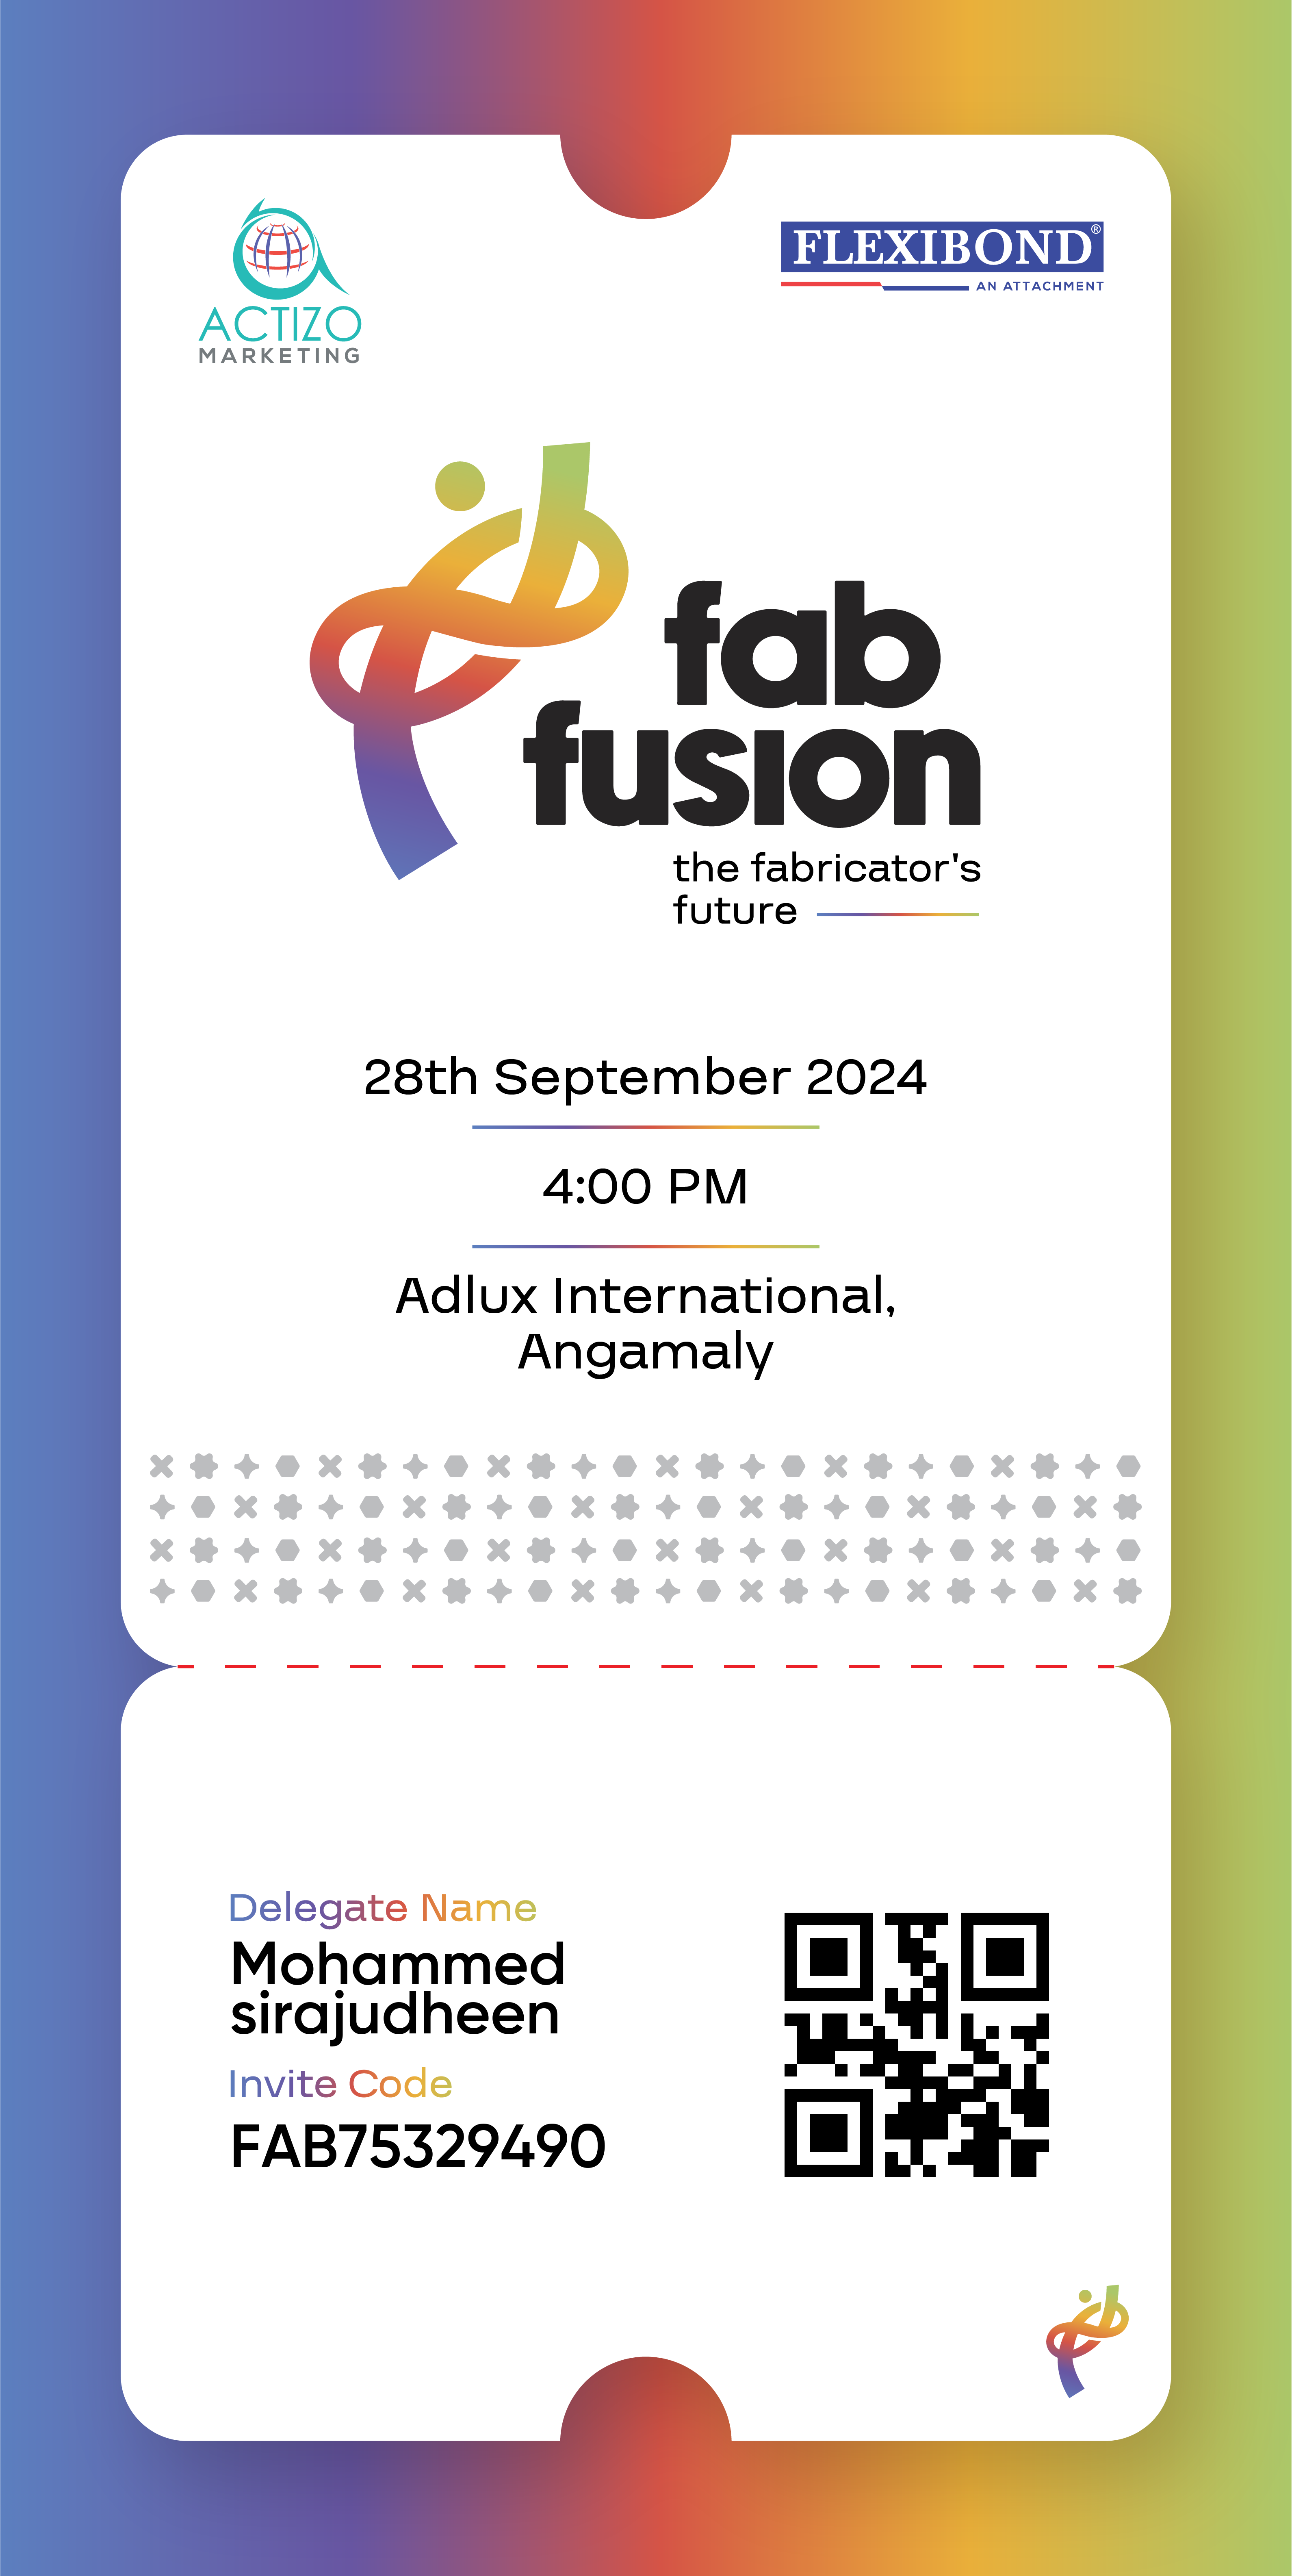 ACTIZO
MARKETING
FLEXIBOND®
AN ATTACHMENT
fab
fusion
the fabricator's
future
28th September 2024
4:00 PM
Adlux International,
Angamaly
Delegate Name
Mohammed
sirajudheen
Invite Code
FAB75329490